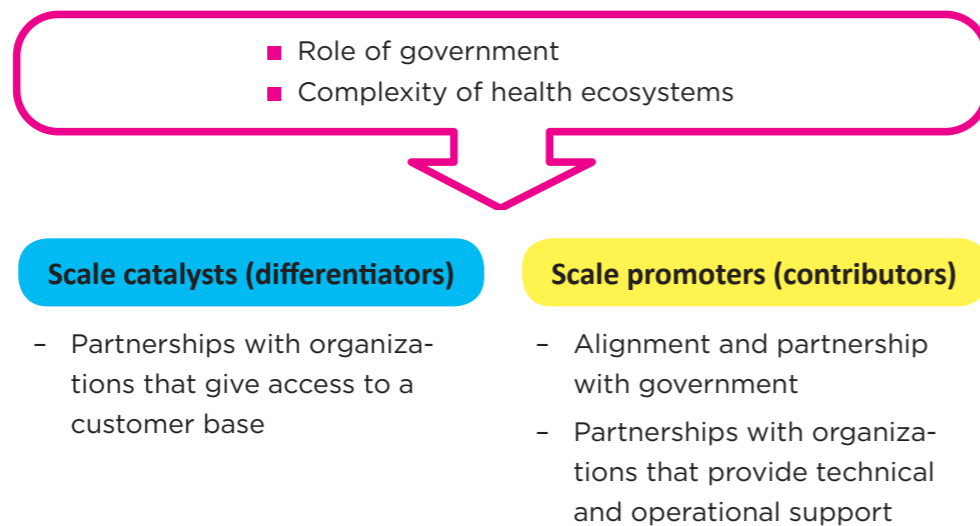 ■ Role of government
■ Complexity of health ecosystems
Scale catalysts (differentiators)
– Partnerships with organiza-
tions that give access to a
customer base
Scale promoters (contributors)
– Alignment and partnership
with government
– Partnerships with organiza-
tions that provide technical
and operational support